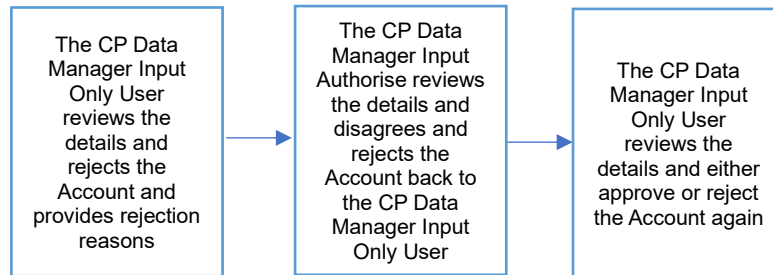 The CP Data
Manager Input
Only User
reviews the
details and
rejects the
Account and
provides rejection
reasons
The CP Data
Manager Input
Authorise reviews
the details and
disagrees and
rejects the
Account back to
the CP Data
Manager Input
Only User
The CP Data
Manager Input
Only User
reviews the
details and either
approve or reject
the Account again